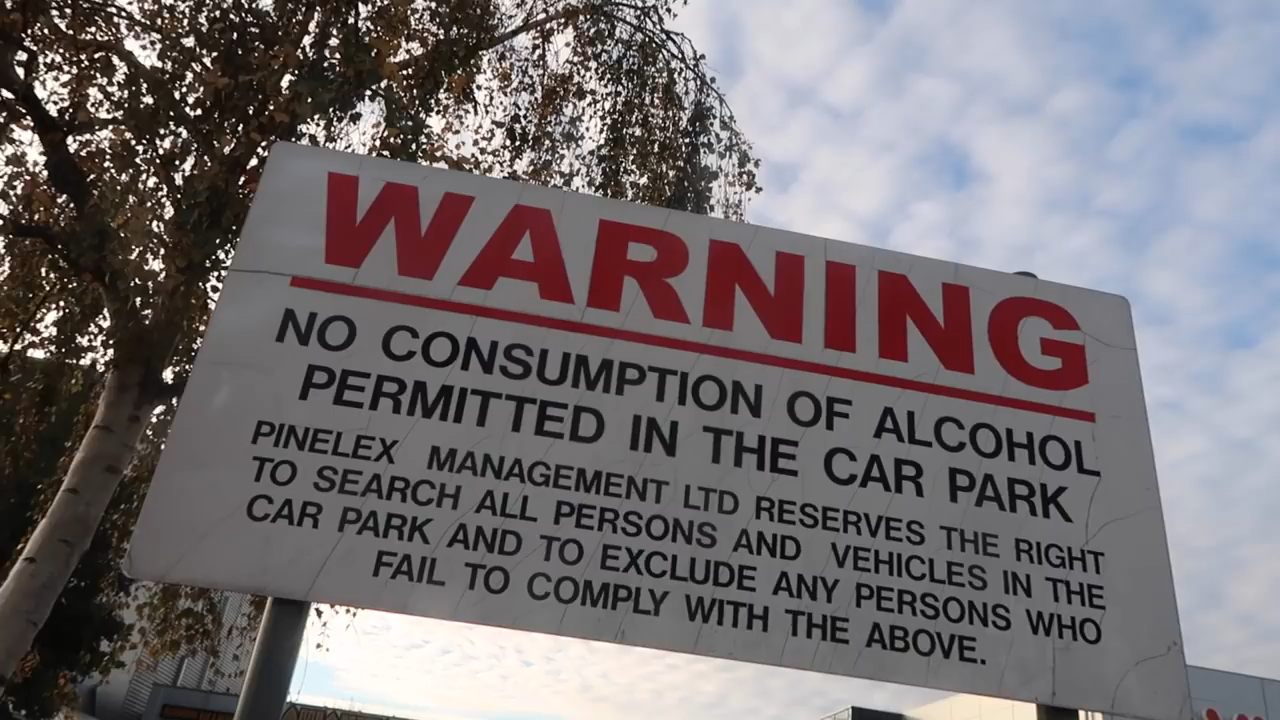 WARNING
NO CONSUMPTION OF ALCOHOL
PERMITTED IN THE CAR PARK
PINELEX MANAGEMENT LTD RESERVES THE RIGHT
TO SEARCH ALL PERSONS AND VEHICLES IN THE
CAR PARK AND TO EXCLUDE ANY PERSONS WHO
FAIL TO COMPLY WITH THE ABOVE.